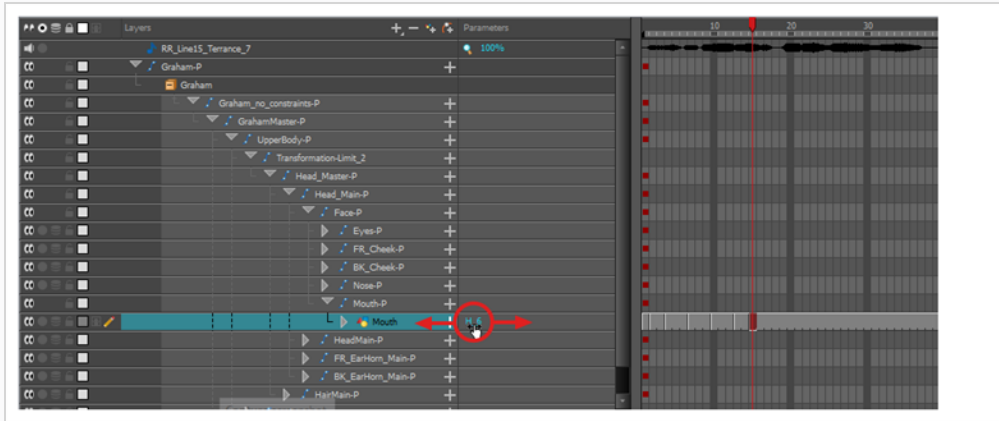 Layers
Parameters
10 20 30
RR_Line15_Terrance_7
100%
Graham-P
Graham
Graham_no_constraints-P
GrahamMaster-P
UpperBody-P
Transformation-Limit_2
Head_Master-P
Head_Main-P
Face-P
Eyes-P
FR_Cheek-P
BK_Cheek-P
Nose-P
Mouth-P
Mouth
H_6
HeadMain-P
FR_EarHorn_Main-P
BK_EarHorn_Main-P
HairMain-P